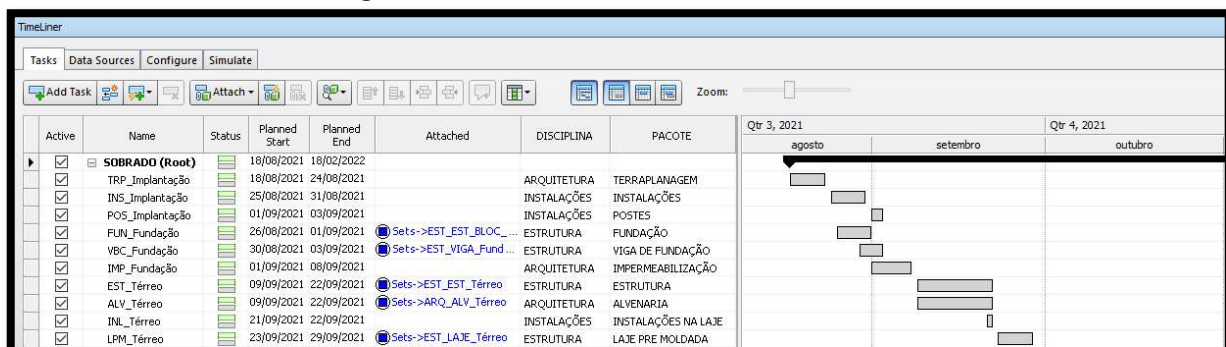 TimeLiner
Tasks Data Sources Configure Simulate
Add Task Attach Zoom:
Active Name Status Planned Start Planned End Attached DISCIPLINA PACOTE Qtr 3, 2021 Qtr 4, 2021
agosto setembro outubro
SOBRADO (Root) 18/08/2021 18/02/2022
TRP_Implantação 18/08/2021 24/08/2021 ARQUITETURA TERRAPLANAGEM
INS_Implantação 25/08/2021 31/08/2021 INSTALAÇÕES INSTALAÇÕES
POS_Implantação 01/09/2021 03/09/2021 INSTALAÇÕES POSTES
FUN_Fundação 26/08/2021 01/09/2021 Sets->EST_EST_BLOC_... ESTRUTURA FUNDAÇÃO
VBC_Fundação 30/08/2021 03/09/2021 Sets->EST_VIGA_Fund... ESTRUTURA VIGA DE FUNDAÇÃO
IMP_Fundação 01/09/2021 08/09/2021 ARQUITETURA IMPERMEABILIZAÇÃO
EST_Térreo 09/09/2021 22/09/2021 Sets->EST_EST_Térreo ESTRUTURA ESTRUTURA
ALV_Térreo 09/09/2021 22/09/2021 Sets->ARQ_ALV_Térreo ARQUITETURA ALVENARIA
INL_Térreo 21/09/2021 22/09/2021 INSTALAÇÕES INSTALAÇÕES NA LAJE
LPM_Térreo 23/09/2021 29/09/2021 Sets->EST_LAJE_Térreo ESTRUTURA LAJE PRE MOLDADA